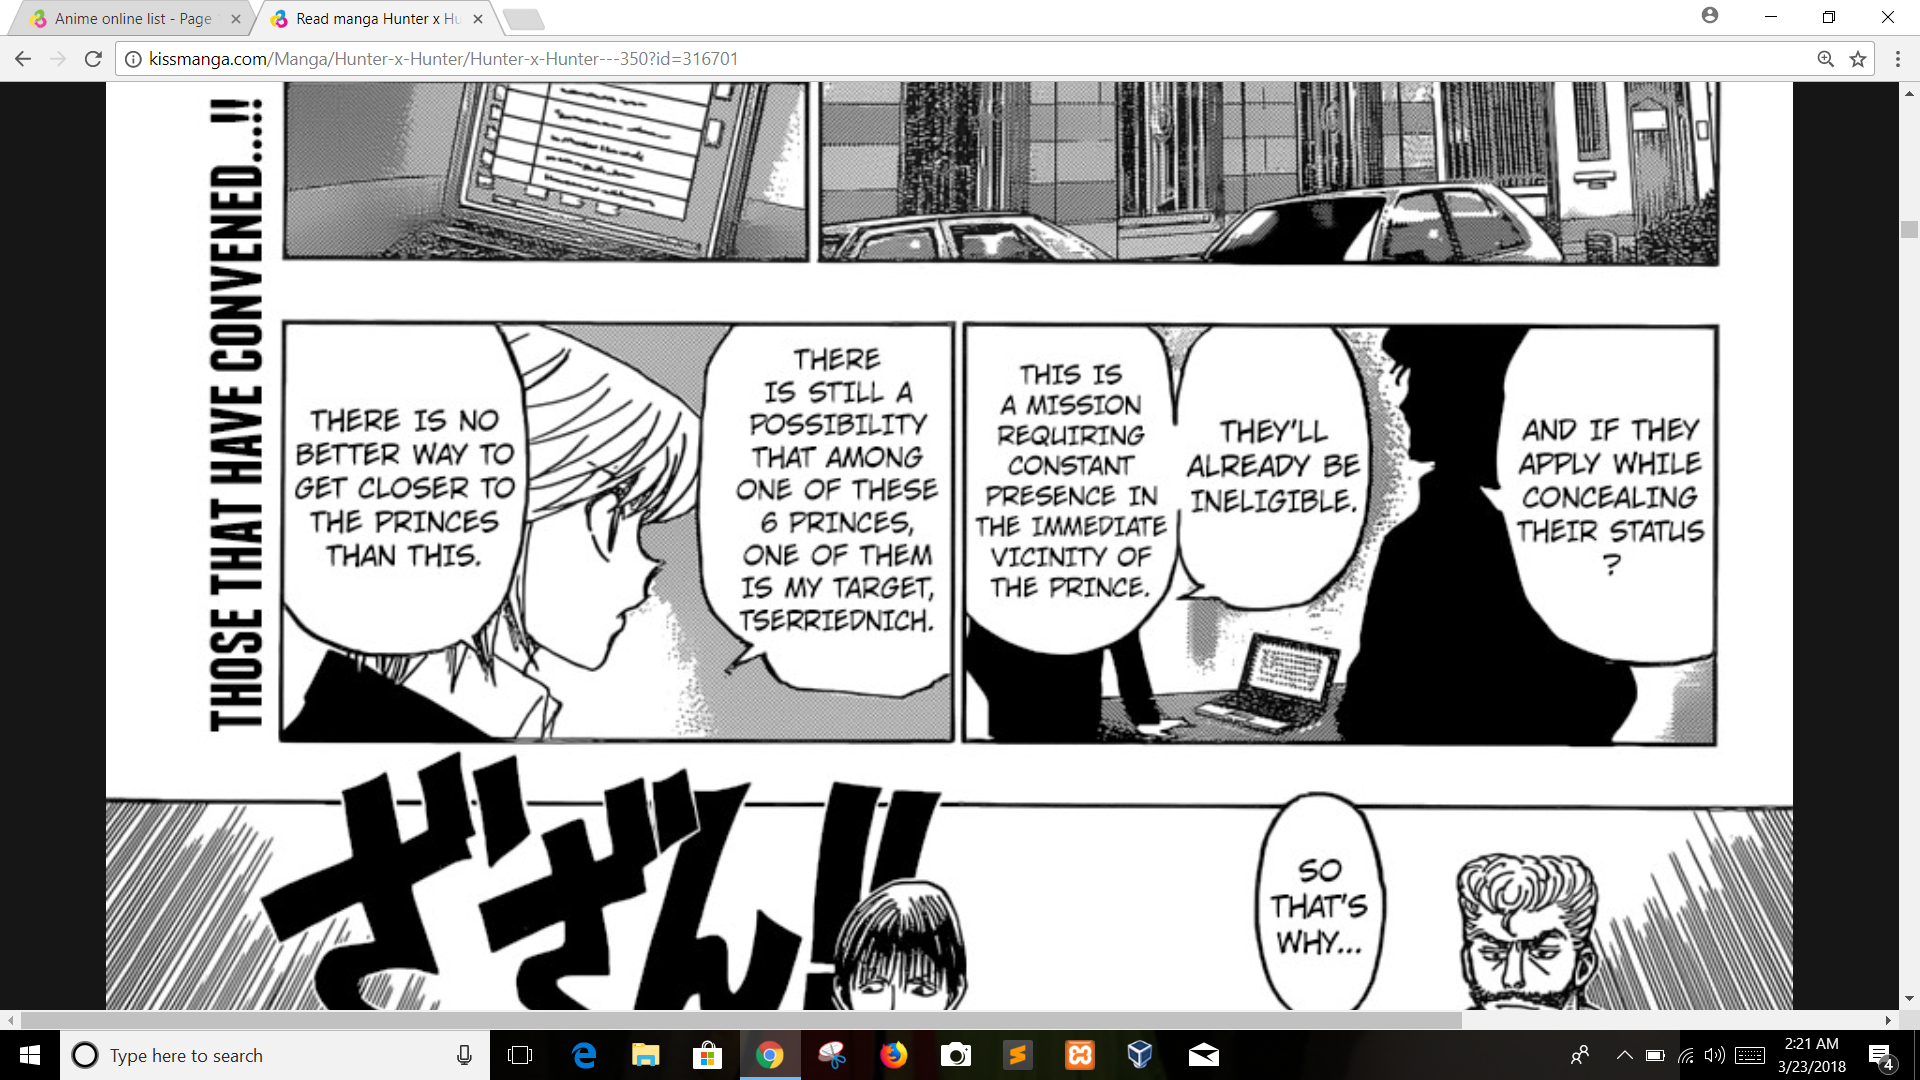 Anime online list - Page
Read manga Hunter x Hu
kissmanga.com/Manga/Hunter-x-Hunter/Hunter-x-Hunter---350?id=316701
THOSE THAT HAVE CONVENED...!!
AND IF THEY
APPLY WHILE
CONCEALING
THEIR STATUS
?
THEY'LL
ALREADY BE
INELIGIBLE.
THIS IS
A MISSION
REQUIRING
CONSTANT
PRESENCE IN
THE IMMEDIATE
VICINITY OF
THE PRINCE.
THERE
IS STILL A
POSSIBILITY
THAT AMONG
ONE OF THESE
6 PRINCES,
ONE OF THEM
IS MY TARGET,
TSERRIEDNICH.
THERE IS NO
BETTER WAY TO
GET CLOSER TO
THE PRINCES
THAN THIS.
SO
THAT'S
WHY...
ざざん!!
Type here to search
2:21 AM
3/23/2018
4